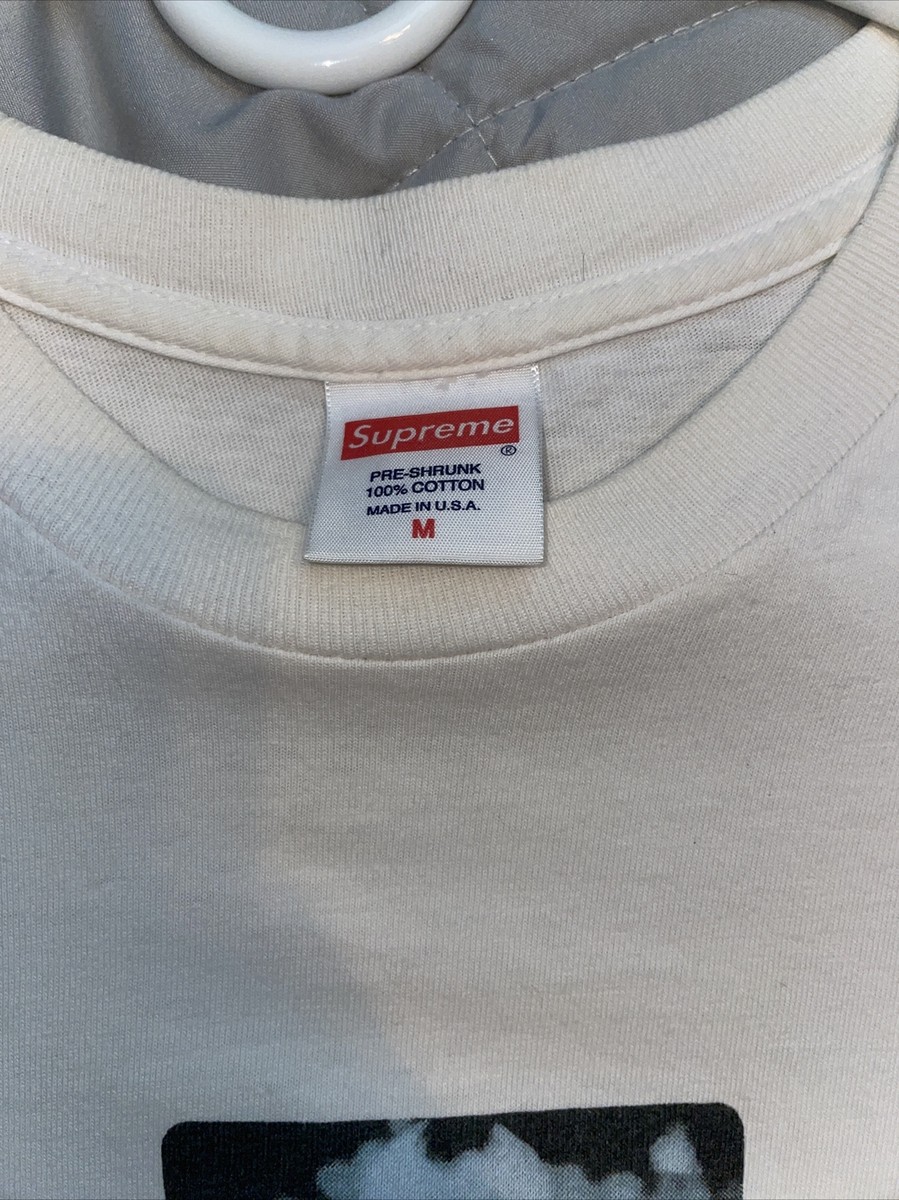 Supreme
®
PRE-SHRUNK
100% COTTON
MADE IN U.S.A.
M